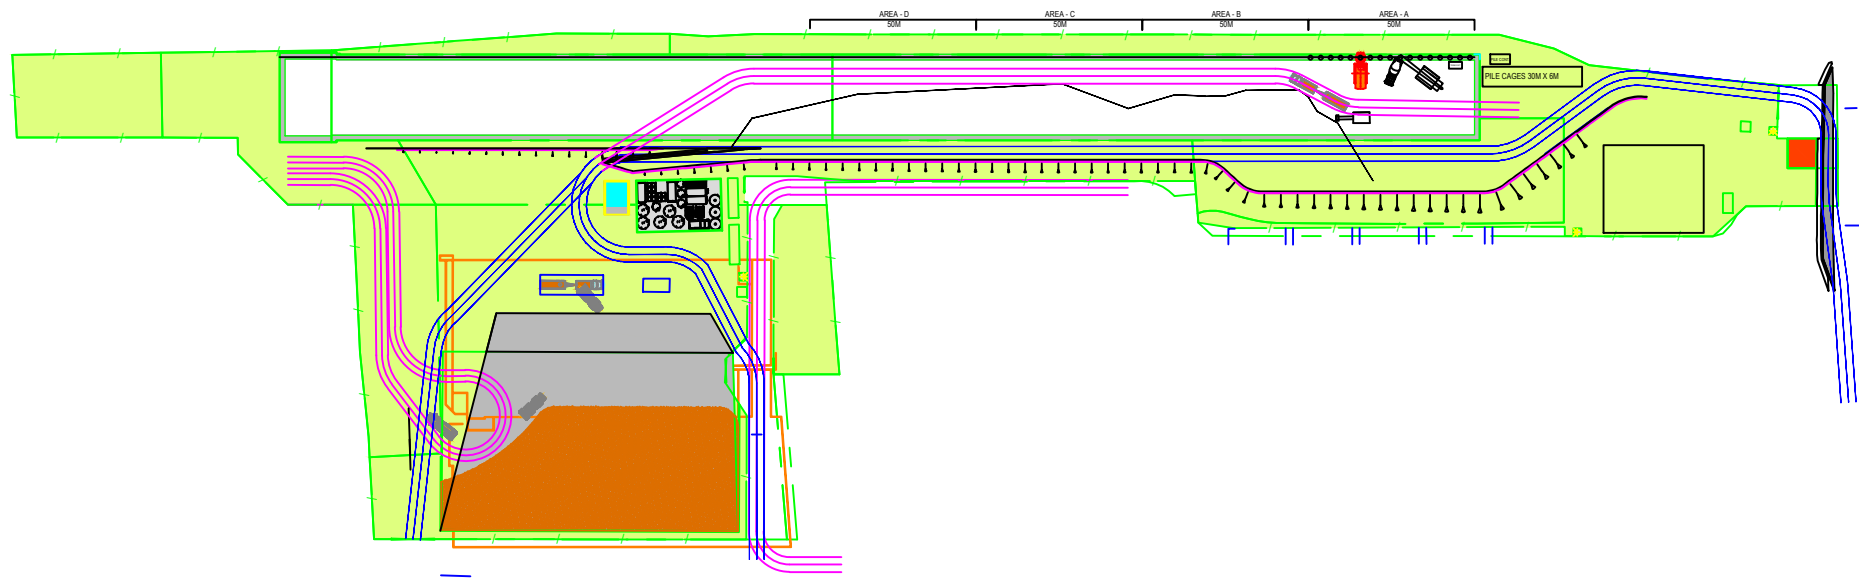 AREA - D
50M
AREA - C
50M
AREA - B
50M
AREA - A
50M
PILE CAGES 30M X 6M